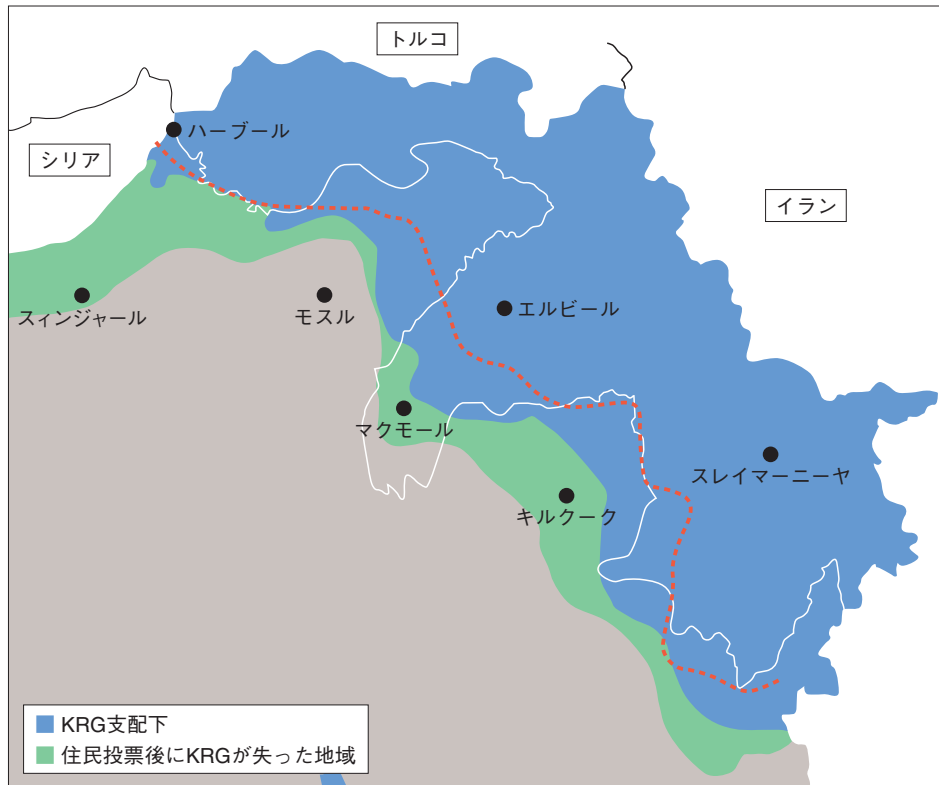 トルコ
ハーブール
シリア
イラン
スィンジャール
モスル
エルビール
マクモール
スレイマーニーヤ
キルクーク
KRG支配下
住民投票後にKRGが失った地域